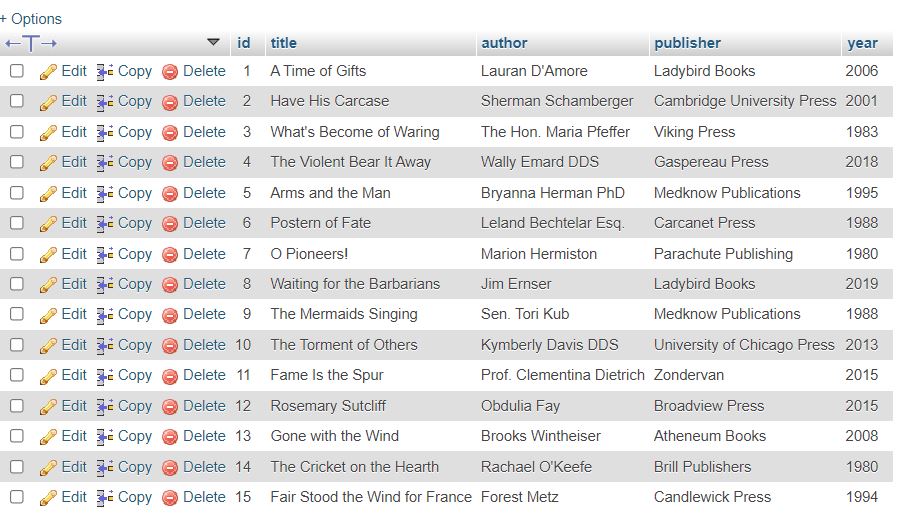 + Options
←T→ id title author publisher year
Edit Copy Delete 1 A Time of Gifts Lauran D'Amore Ladybird Books 2006
Edit Copy Delete 2 Have His Carcase Sherman Schamberger Cambridge University Press 2001
Edit Copy Delete 3 What's Become of Waring The Hon. Maria Pfeffer Viking Press 1983
Edit Copy Delete 4 The Violent Bear It Away Wally Emard DDS Gaspereau Press 2018
Edit Copy Delete 5 Arms and the Man Bryanna Herman PhD Medknow Publications 1995
Edit Copy Delete 6 Postern of Fate Leland Bechtelar Esq. Carcanet Press 1988
Edit Copy Delete 7 O Pioneers! Marion Hermiston Parachute Publishing 1980
Edit Copy Delete 8 Waiting for the Barbarians Jim Ernser Ladybird Books 2019
Edit Copy Delete 9 The Mermaids Singing Sen. Tori Kub Medknow Publications 1988
Edit Copy Delete 10 The Torment of Others Kymberly Davis DDS University of Chicago Press 2013
Edit Copy Delete 11 Fame Is the Spur Prof. Clementina Dietrich Zondervan 2015
Edit Copy Delete 12 Rosemary Sutcliff Obdulia Fay Broadview Press 2015
Edit Copy Delete 13 Gone with the Wind Brooks Wintheiser Atheneum Books 2008
Edit Copy Delete 14 The Cricket on the Hearth Rachael O'Keefe Brill Publishers 1980
Edit Copy Delete 15 Fair Stood the Wind for France Forest Metz Candlewick Press 1994